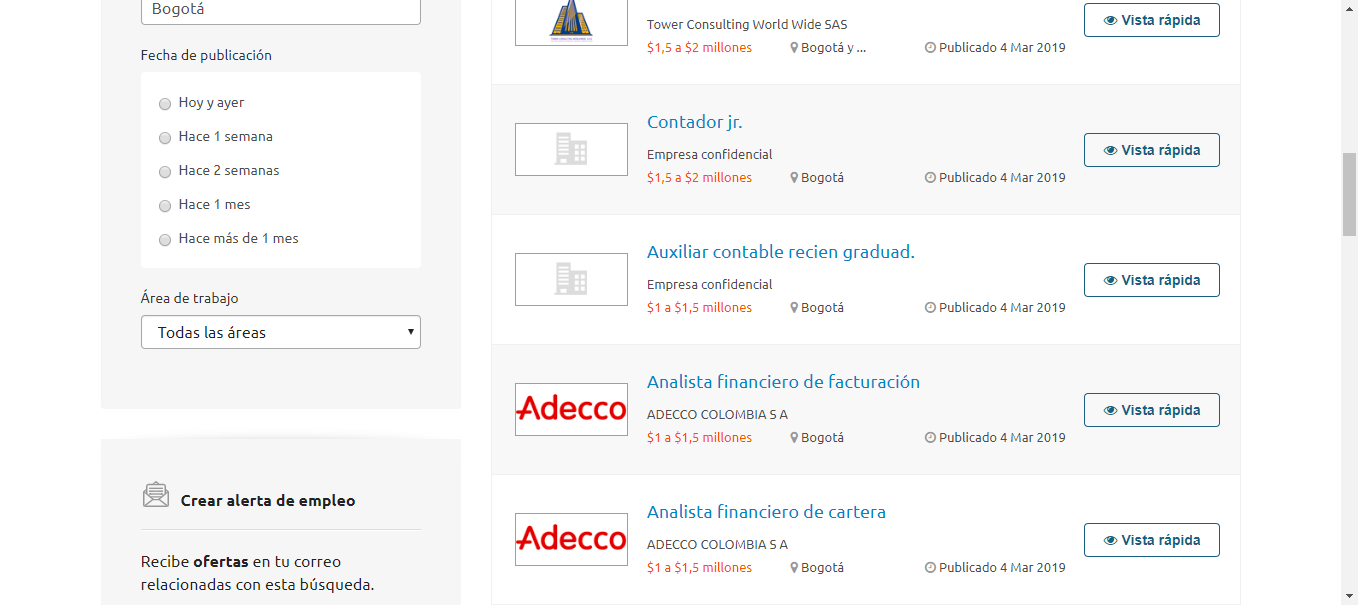 Bogotá
Fecha de publicación
Hoy y ayer
Hace 1 semana
Hace 2 semanas
Hace 1 mes
Hace más de 1 mes
Área de trabajo
Todas las áreas
Crear alerta de empleo
Recibe ofertas en tu correo
relacionadas con esta búsqueda.
Tower Consulting World Wide SAS
$1,5 a $2 millones Bogotá y ... Publicado 4 Mar 2019
Vista rápida
Contador jr.
Empresa confidencial
$1,5 a $2 millones Bogotá Publicado 4 Mar 2019
Vista rápida
Auxiliar contable recien graduad.
Empresa confidencial
$1 a $1,5 millones Bogotá Publicado 4 Mar 2019
Vista rápida
Adecco
Analista financiero de facturación
ADECCO COLOMBIA S A
$1 a $1,5 millones Bogotá Publicado 4 Mar 2019
Vista rápida
Adecco
Analista financiero de cartera
ADECCO COLOMBIA S A
$1 a $1,5 millones Bogotá Publicado 4 Mar 2019
Vista rápida